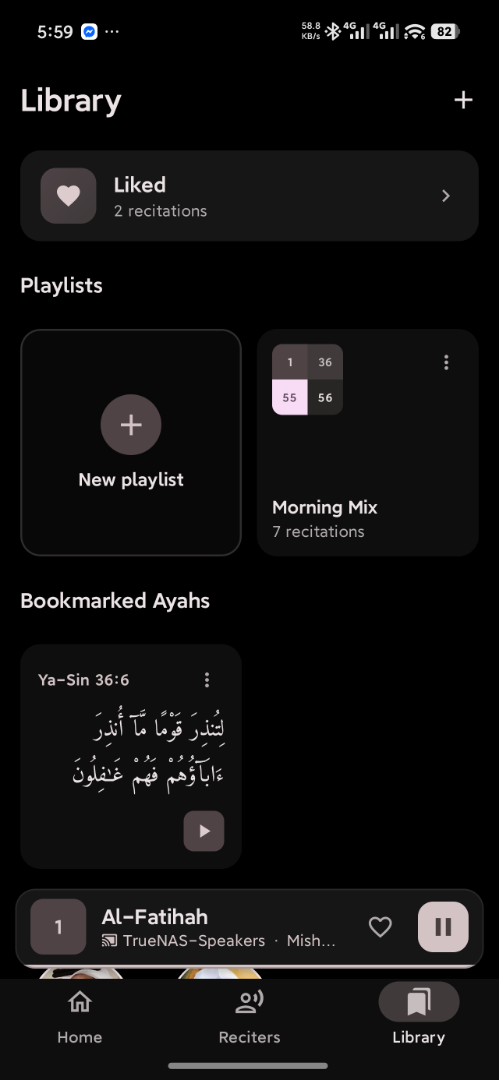 5:59
58.8
KB/s
4G
4G
6
82
Library
Liked
2 recitations
Playlists
1
36
55
56
New playlist
Morning Mix
7 recitations
Bookmarked Ayahs
Ya-Sin 36:6
لِتُنذِرَ قَوْمًا مَّآ أُنذِرَ
ءَابَآؤُهُمْ فَهُمْ غَـٰفِلُونَ
1
Al-Fatihah
TrueNAS-Speakers · Mish...
Home
Reciters
Library